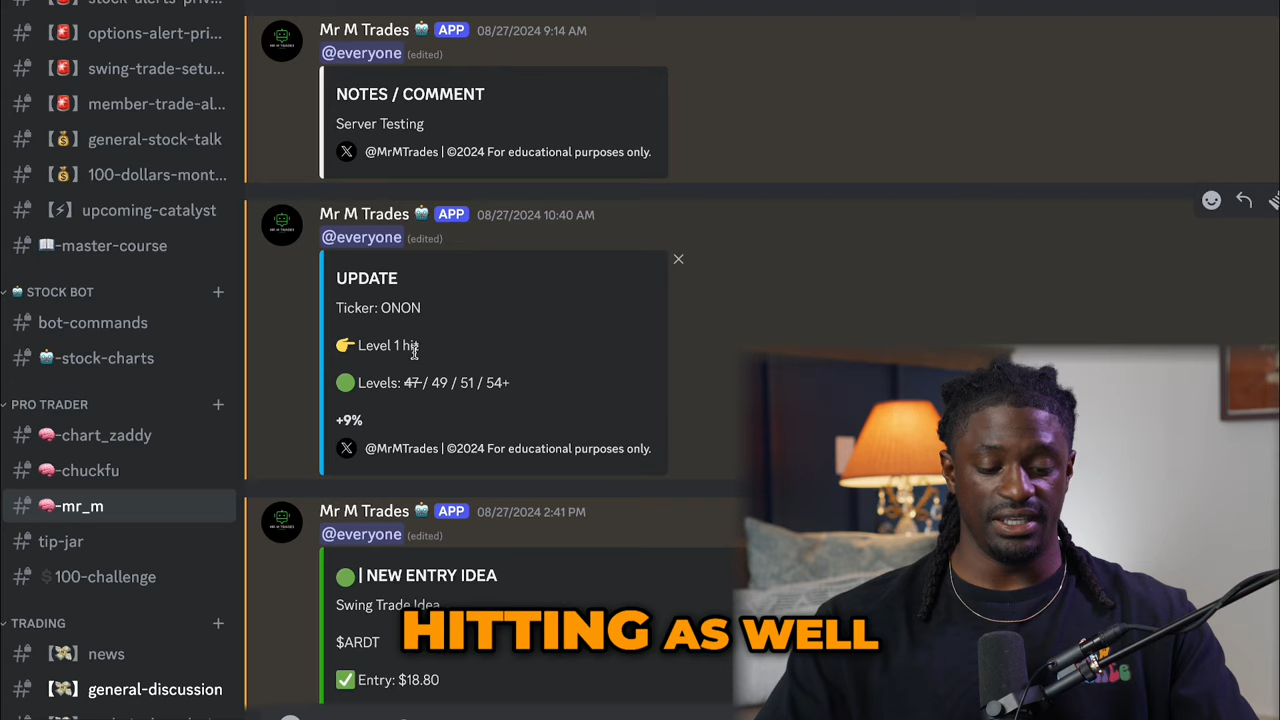 stock-alerts-pri...
options-alert-pri...
swing-trade-setu...
member-trade-al...
general-stock-talk
100-dollars-mont...
upcoming-catalyst
-master-course
STOCK BOT
bot-commands
-stock-charts
PRO TRADER
-chart_zaddy
-chuckfu
-mr_m
tip-jar
100-challenge
TRADING
news
general-discussion
Mr M Trades APP 08/27/2024 9:14 AM
@everyone (edited)
NOTES / COMMENT
Server Testing
@MrMTrades | ©2024 For educational purposes only.
Mr M Trades APP 08/27/2024 10:40 AM
@everyone (edited)
UPDATE
Ticker: ONON
👉 Level 1 hit
🟢 Levels: 47 / 49 / 51 / 54+
+9%
@MrMTrades | ©2024 For educational purposes only.
Mr M Trades APP 08/27/2024 2:41 PM
@everyone (edited)
🟢 | NEW ENTRY IDEA
Swing Trade Idea
$ARDT
✅ Entry: $18.80
HITTING AS WELL